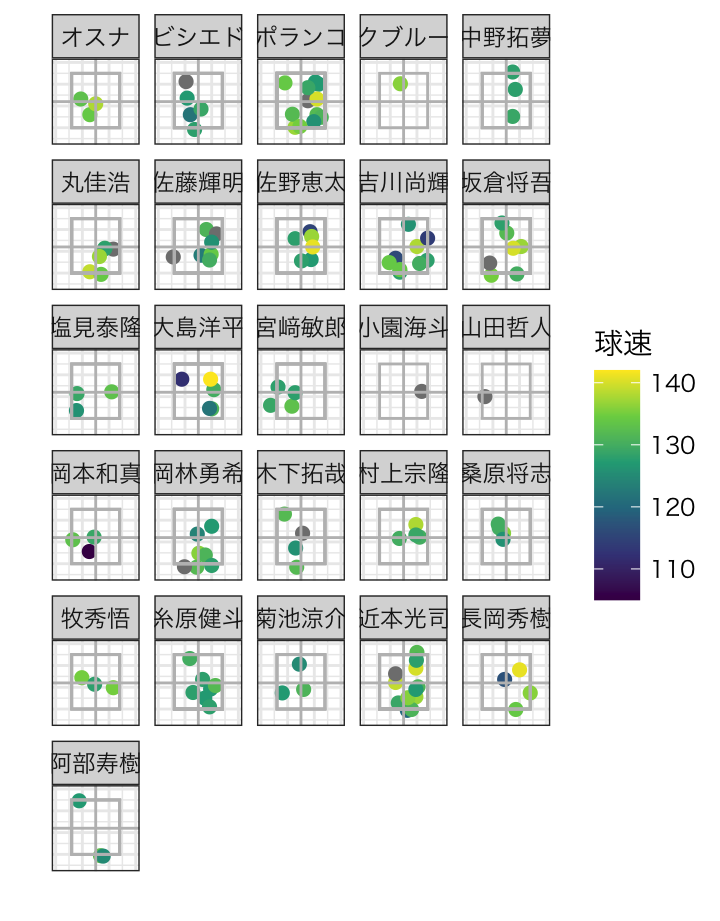 オスナ
ビシエド
ポランコ
クブルー
中野拓夢
丸佳浩
佐藤輝明
佐野恵太
吉川尚輝
坂倉将吾
塩見泰隆
大島洋平
宮﨑敏郎
小園海斗
山田哲人
岡本和真
岡林勇希
木下拓哉
村上宗隆
桑原将志
牧秀悟
糸原健斗
菊池涼介
近本光司
長岡秀樹
阿部寿樹
球速
140
130
120
110